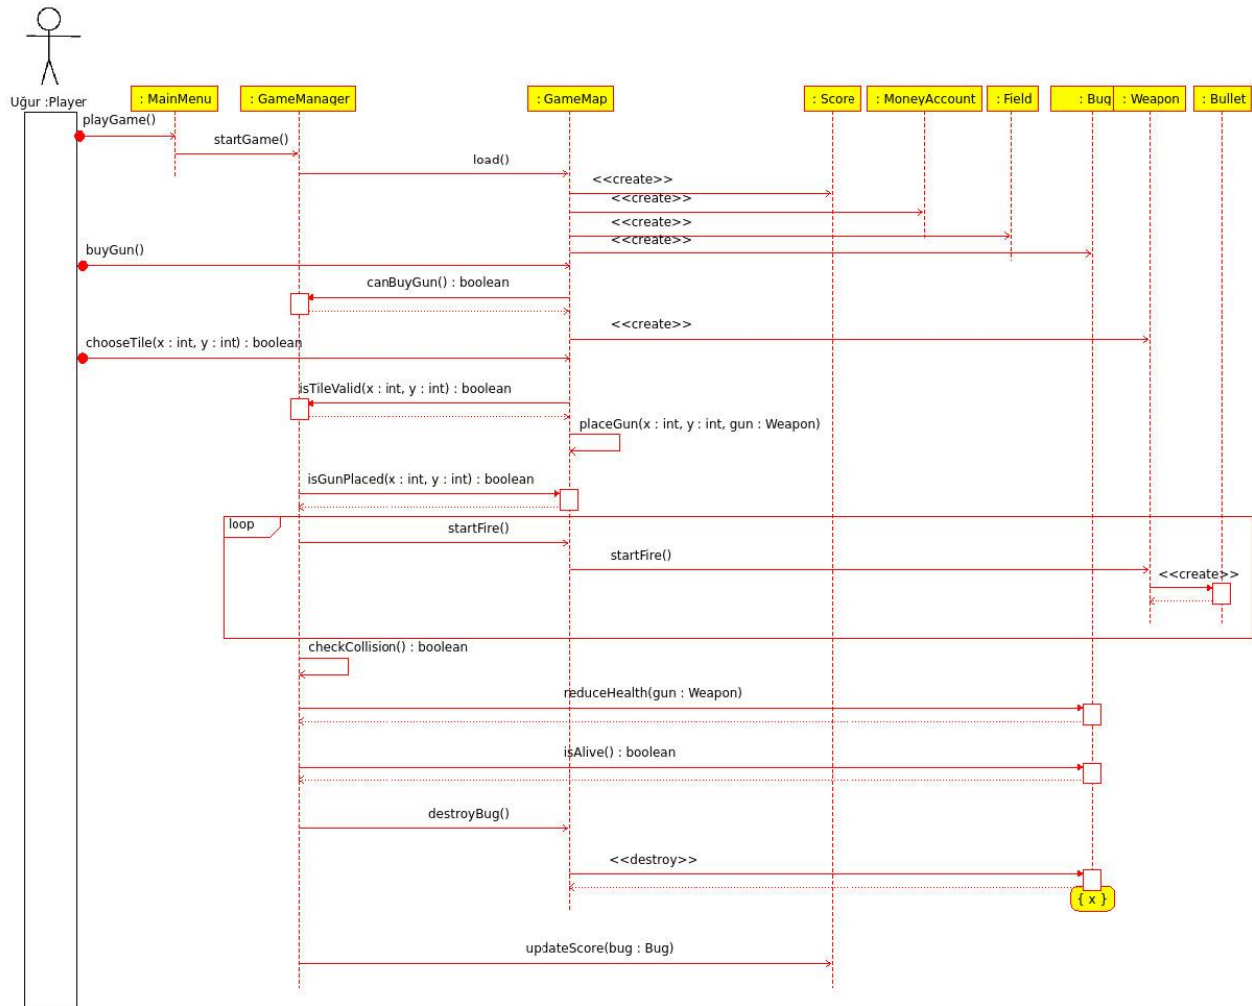 Uğur :Player
: MainMenu
: GameManager
: GameMap
: Score
: MoneyAccount
: Field
: Bug
: Weapon
: Bullet
playGame()
startGame()
load()
<<create>>
<<create>>
<<create>>
<<create>>
buyGun()
canBuyGun() : boolean
<<create>>
chooseTile(x : int, y : int) : boolean
isTileValid(x : int, y : int) : boolean
placeGun(x : int, y : int, gun : Weapon)
isGunPlaced(x : int, y : int) : boolean
loop
startFire()
startFire()
<<create>>
checkCollision() : boolean
reduceHealth(gun : Weapon)
isAlive() : boolean
destroyBug()
<<destroy>>
{ x }
updateScore(bug : Bug)